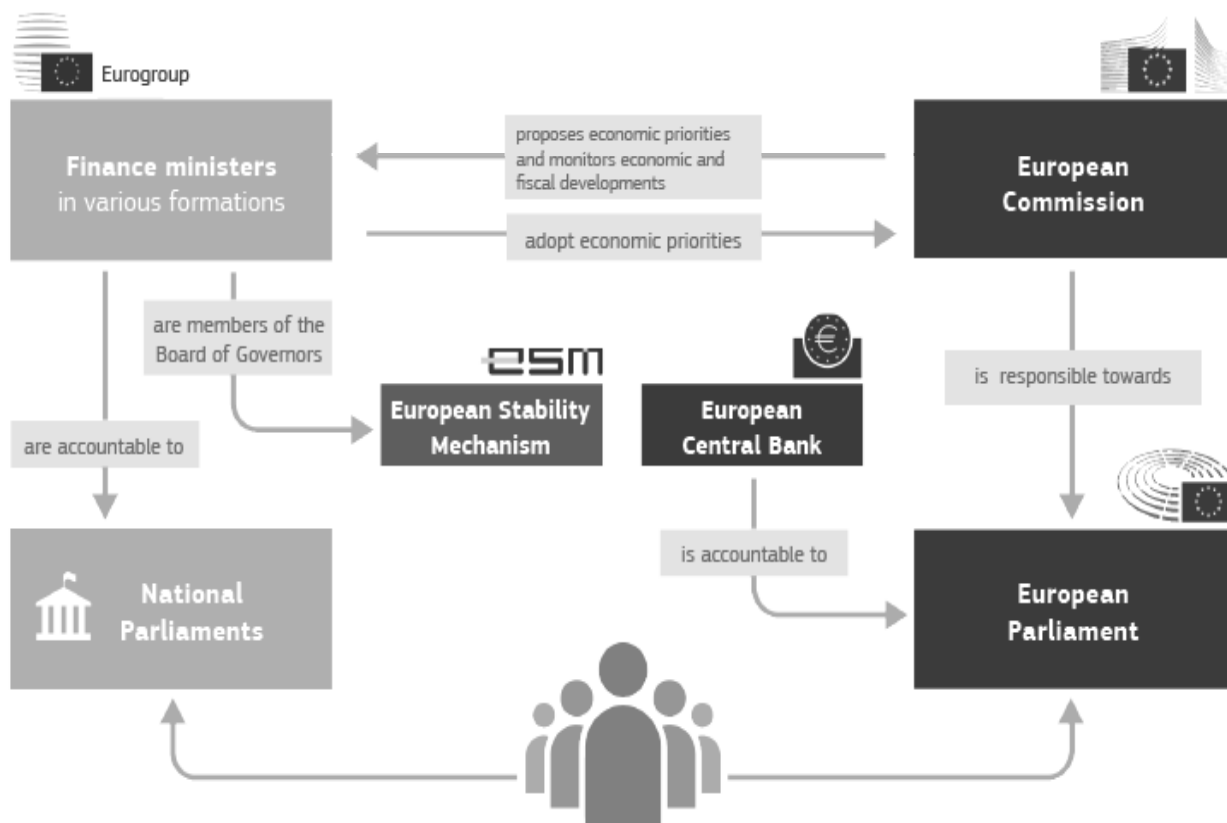 Eurogroup
Finance ministers
in various formations
proposes economic priorities
and monitors economic and
fiscal developments
European
Commission
adopt economic priorities
are members of the
Board of Governors
esm
European Stability
Mechanism
€
European
Central Bank
is responsible towards
are accountable to
National
Parliaments
is accountable to
European
Parliament